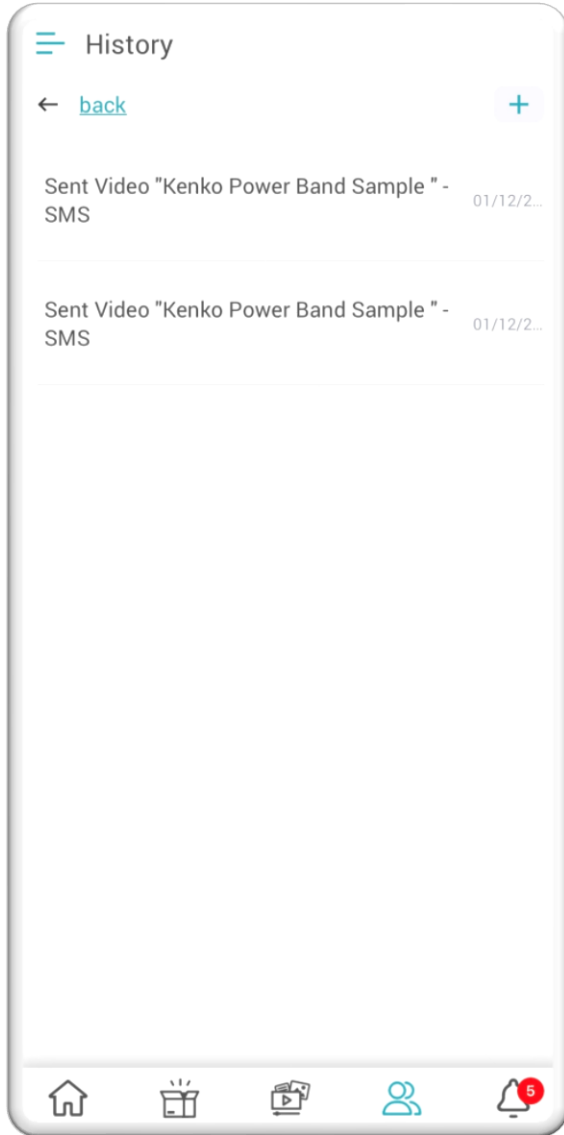 History
back
Sent Video "Kenko Power Band Sample " -
SMS
01/12/2...
Sent Video "Kenko Power Band Sample " -
SMS
01/12/2...
5